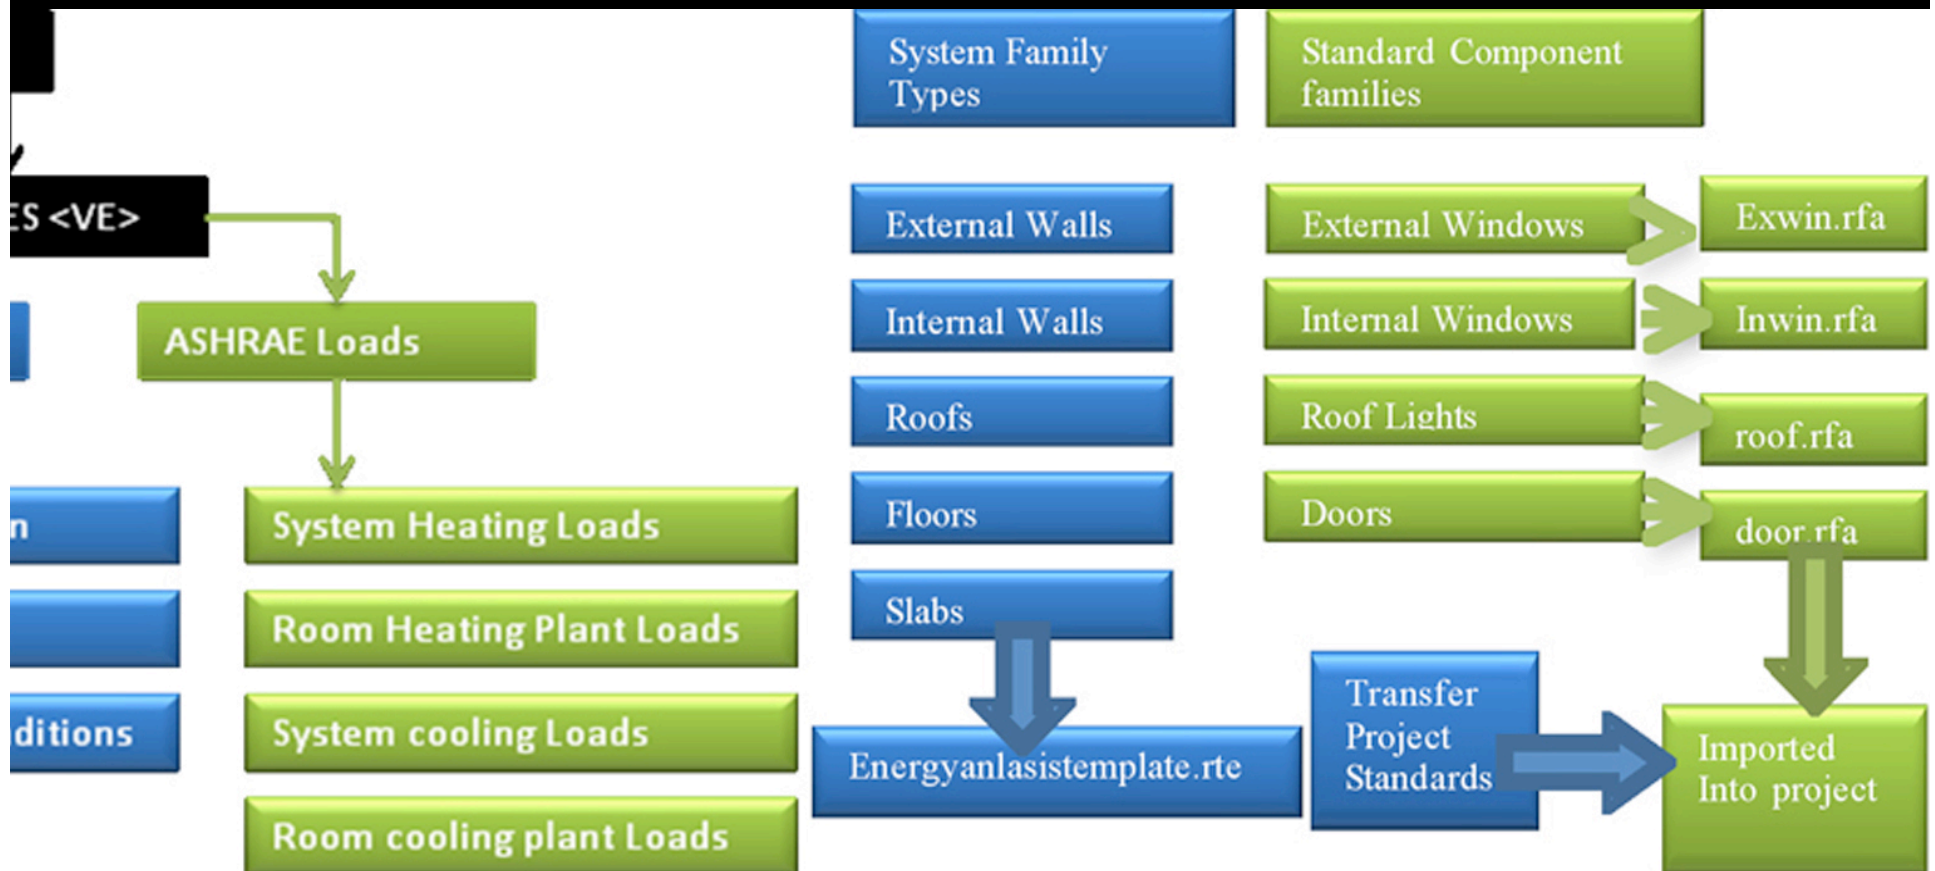 System Family
Types
Standard Component
families
ES <VE>
ASHRAE Loads
n
ditions
System Heating Loads
Room Heating Plant Loads
System cooling Loads
Room cooling plant Loads
External Walls
Internal Walls
Roofs
Floors
Slabs
Energyanlasistemplate.rte
External Windows
Exwin.rfa
Internal Windows
Inwin.rfa
Roof Lights
roof.rfa
Doors
door.rfa
Transfer
Project
Standards
Imported
Into project